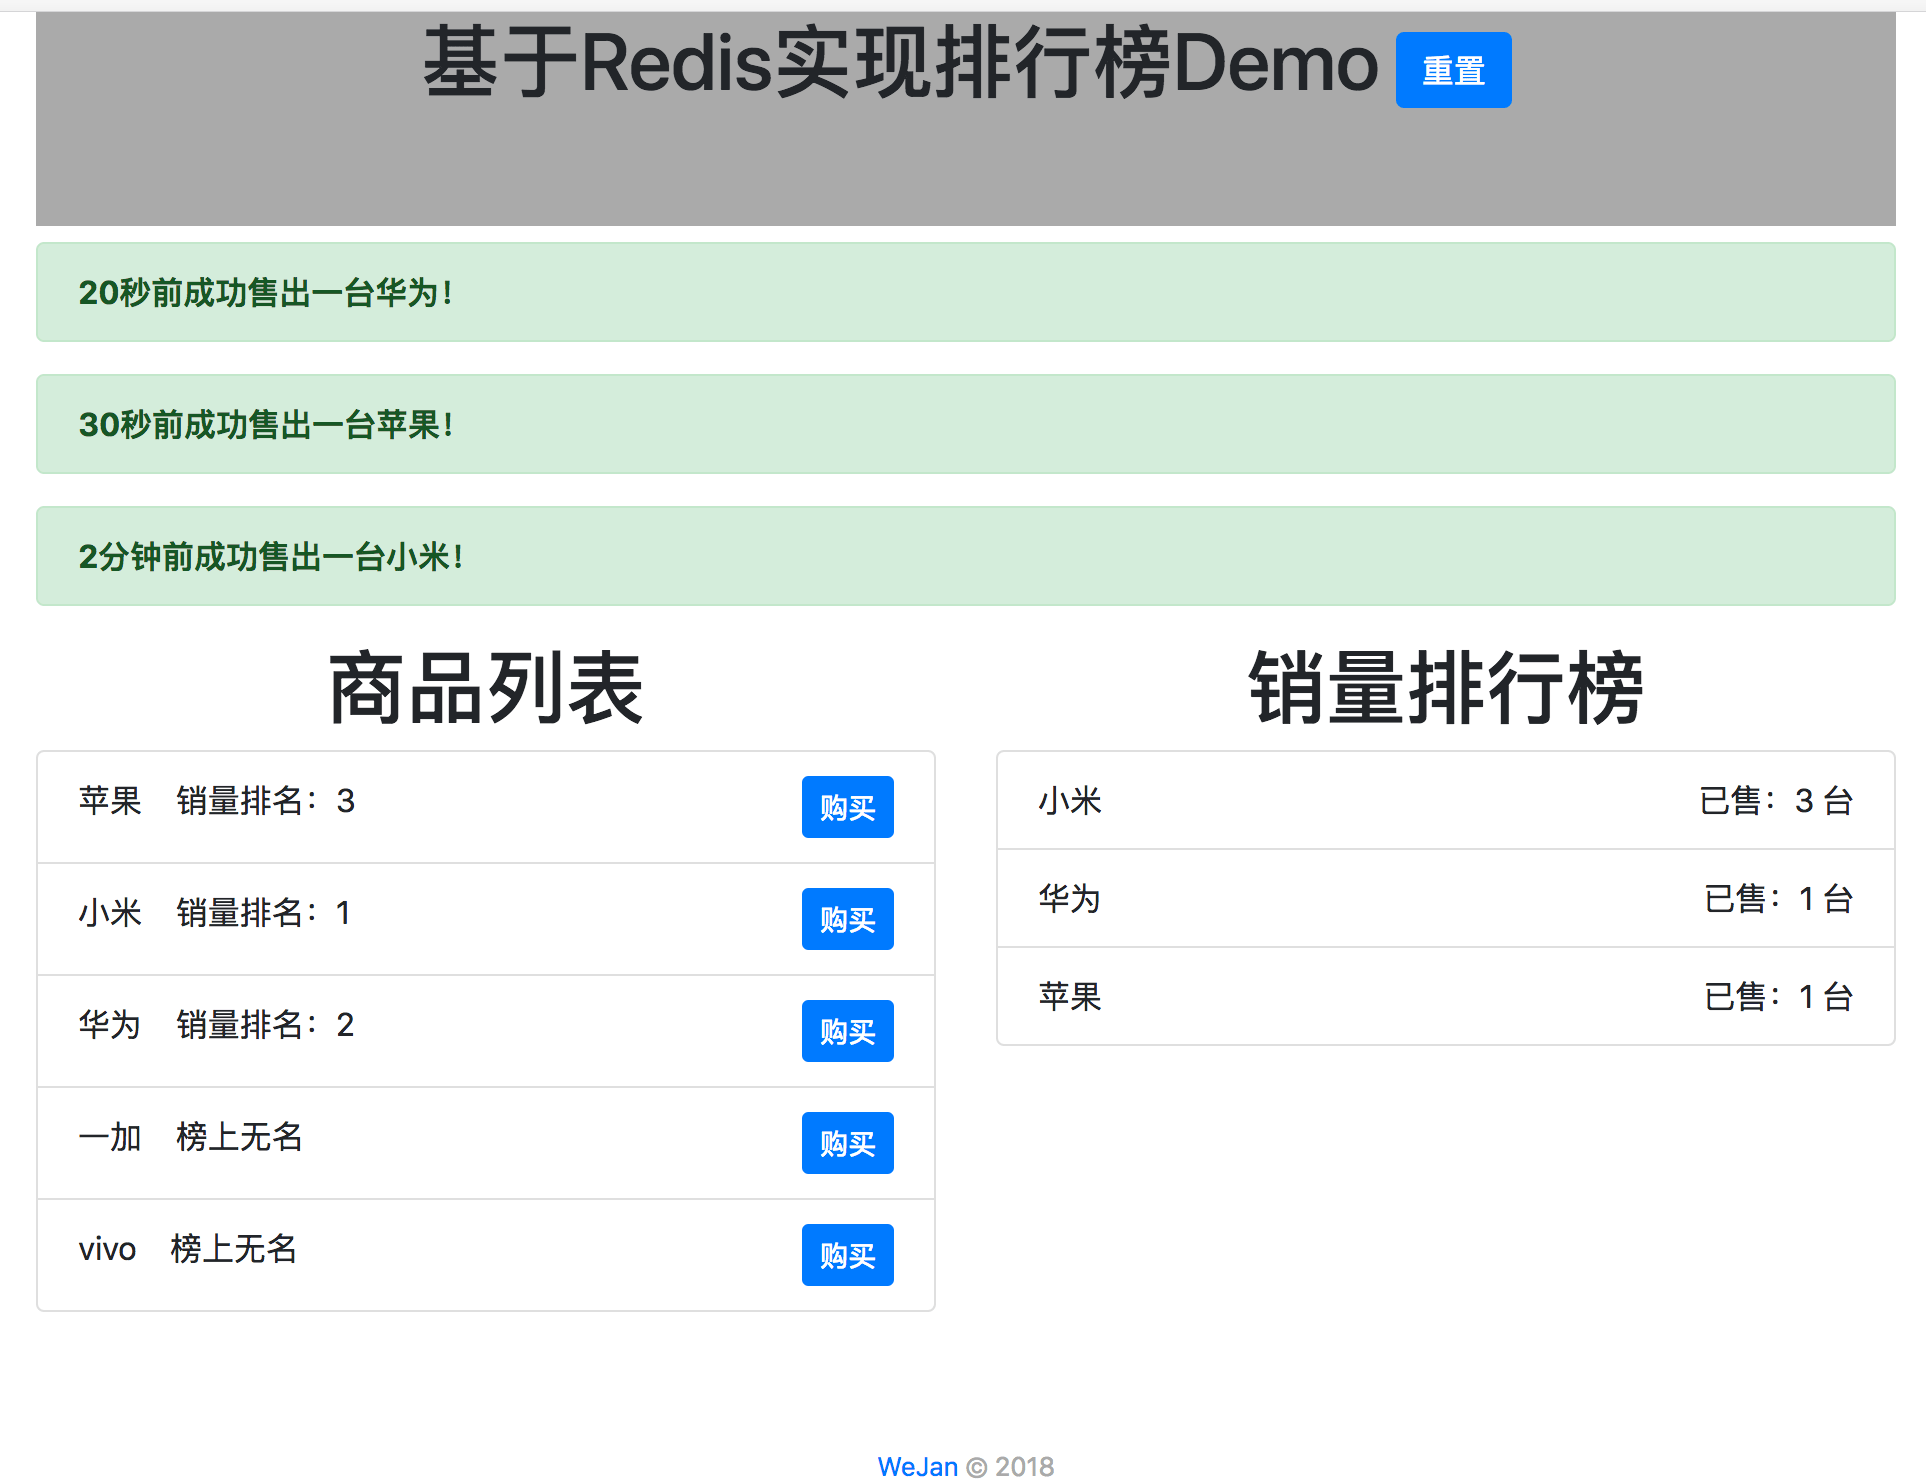 基于Redis实现排行榜Demo 重置
20秒前成功售出一台华为！
30秒前成功售出一台苹果！
2分钟前成功售出一台小米！
商品列表
苹果 销量排名：3 购买
小米 销量排名：1 购买
华为 销量排名：2 购买
一加 榜上无名 购买
vivo 榜上无名 购买
销量排行榜
小米 已售：3 台
华为 已售：1 台
苹果 已售：1 台
WeJan © 2018